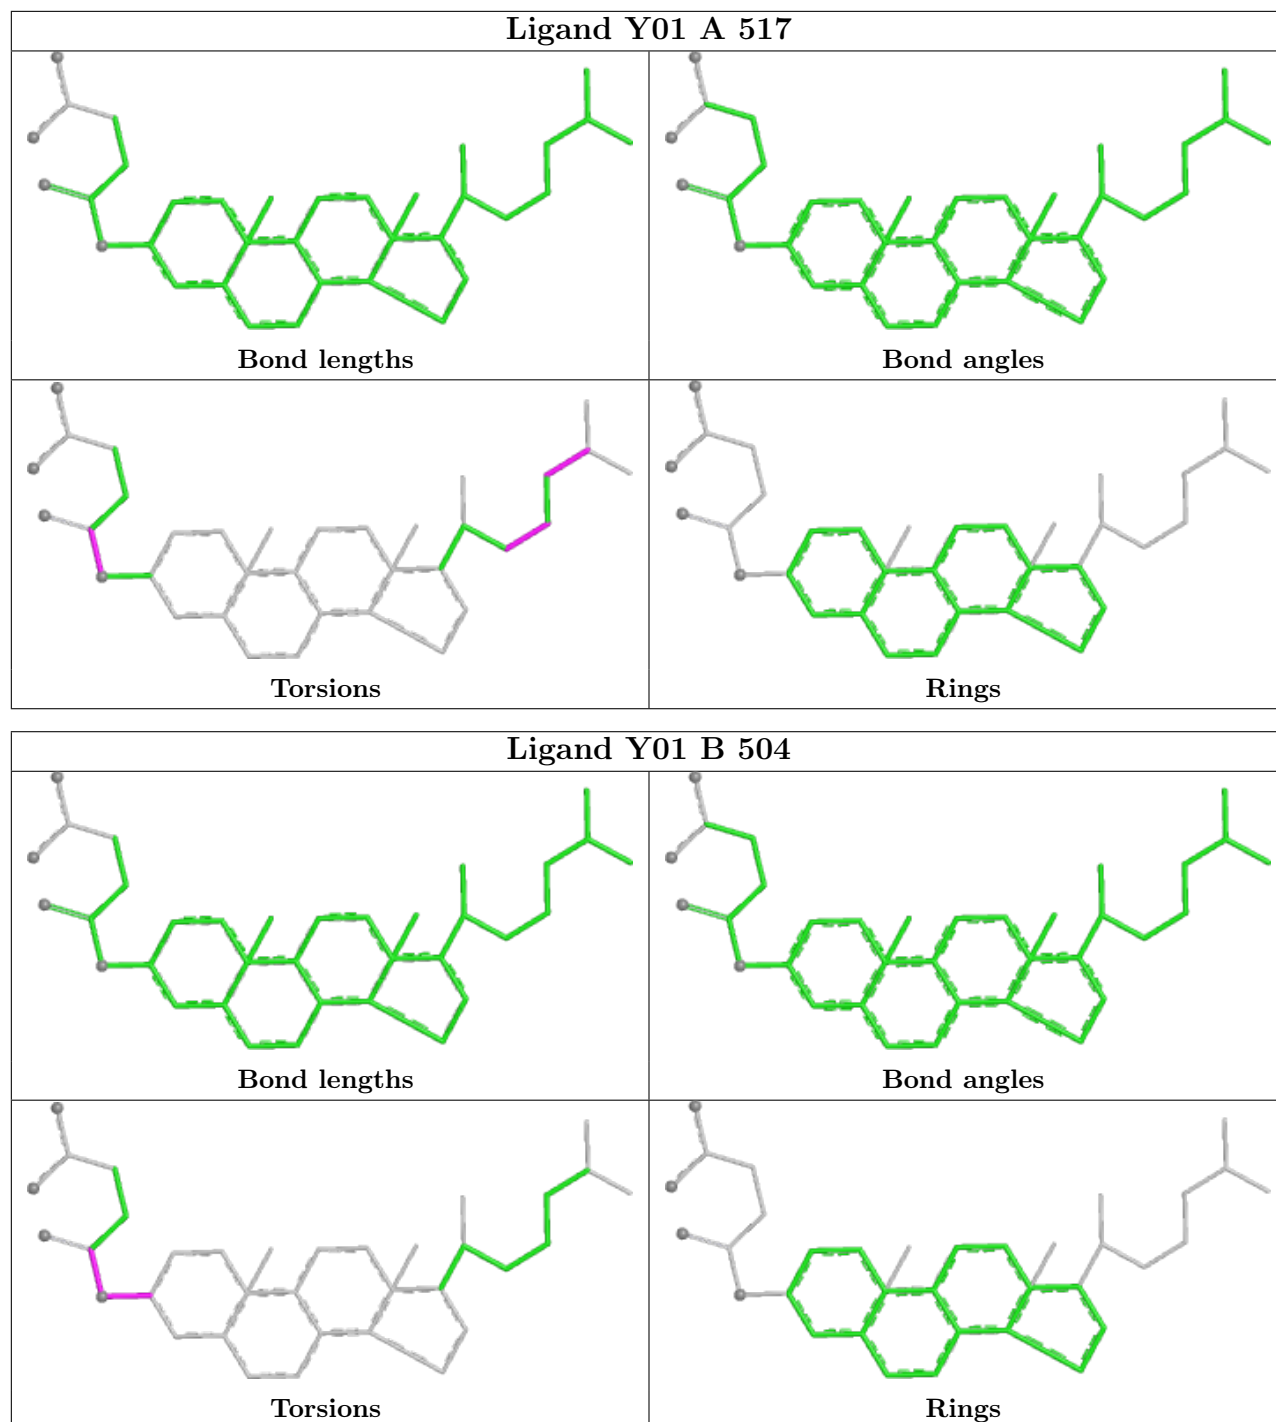 Ligand Y01 A 517
Bond lengths
Bond angles
Torsions
Rings
Ligand Y01 B 504
Bond lengths
Bond angles
Torsions
Rings